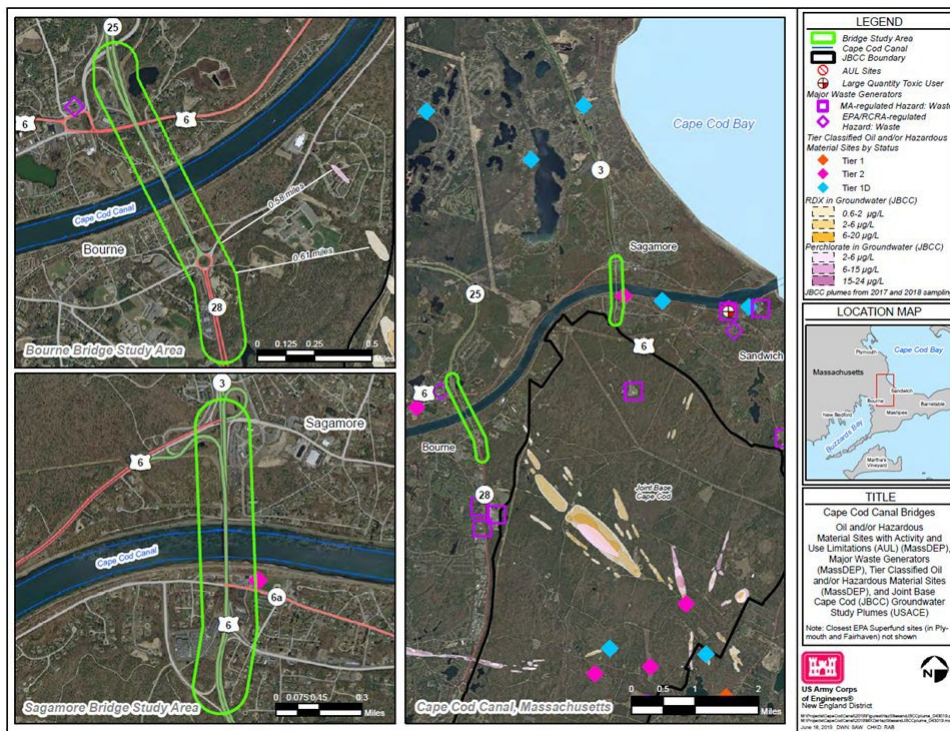 25
6
6
Cape Cod Canal
0.58 miles
Bourne
0.61 miles
28
Bourne Bridge Study Area
0 0.125 0.25 0.5
Miles
3
Sagamore
6
Cape Cod Canal
6a
6
Sagamore Bridge Study Area
0 0.075 0.15 0.3
Miles
Cape Cod Bay
3
Sagamore
25
6
Sandwich
6
Bourne
28
Joint Base
Cape Cod
0 0.5 1 2
Miles
Cape Cod Canal, Massachusetts
LEGEND
Bridge Study Area
Cape Cod Canal
JBCC Boundary
AUL Sites
Large Quantity Toxic User
Major Waste Generators
MA-regulated Hazard: Waste
EPA/RCRA-regulated
Hazard: Waste
Tier Classified Oil and/or Hazardous
Material Sites by Status
Tier 1
Tier 2
Tier 1D
RDX in Groundwater (JBCC)
0.6-2 µg/L
2-6 µg/L
6-20 µg/L
Perchlorate in Groundwater (JBCC)
2-6 µg/L
6-15 µg/L
15-24 µg/L
JBCC plumes from 2017 and 2018 sampling
LOCATION MAP
Cape Cod Bay
Plymouth
Massachusetts
Sandwich
Bourne
Barnstable
New Bedford
Mashpee
Buzzards Bay
Martha's
Vineyard
TITLE
Cape Cod Canal Bridges
Oil and/or Hazardous
Material Sites with Activity and
Use Limitations (AUL) (MassDEP),
Major Waste Generators
(MassDEP), Tier Classified Oil
and/or Hazardous Material Sites
(MassDEP), and Joint Base
Cape Cod (JBCC) Groundwater
Study Plumes (USACE)
Note: Closest EPA Superfund sites (in Ply-
mouth and Fairhaven) not shown
US Army Corps
of Engineers®
New England District
June 18, 2019 DWN: SAW CHKD: RAB